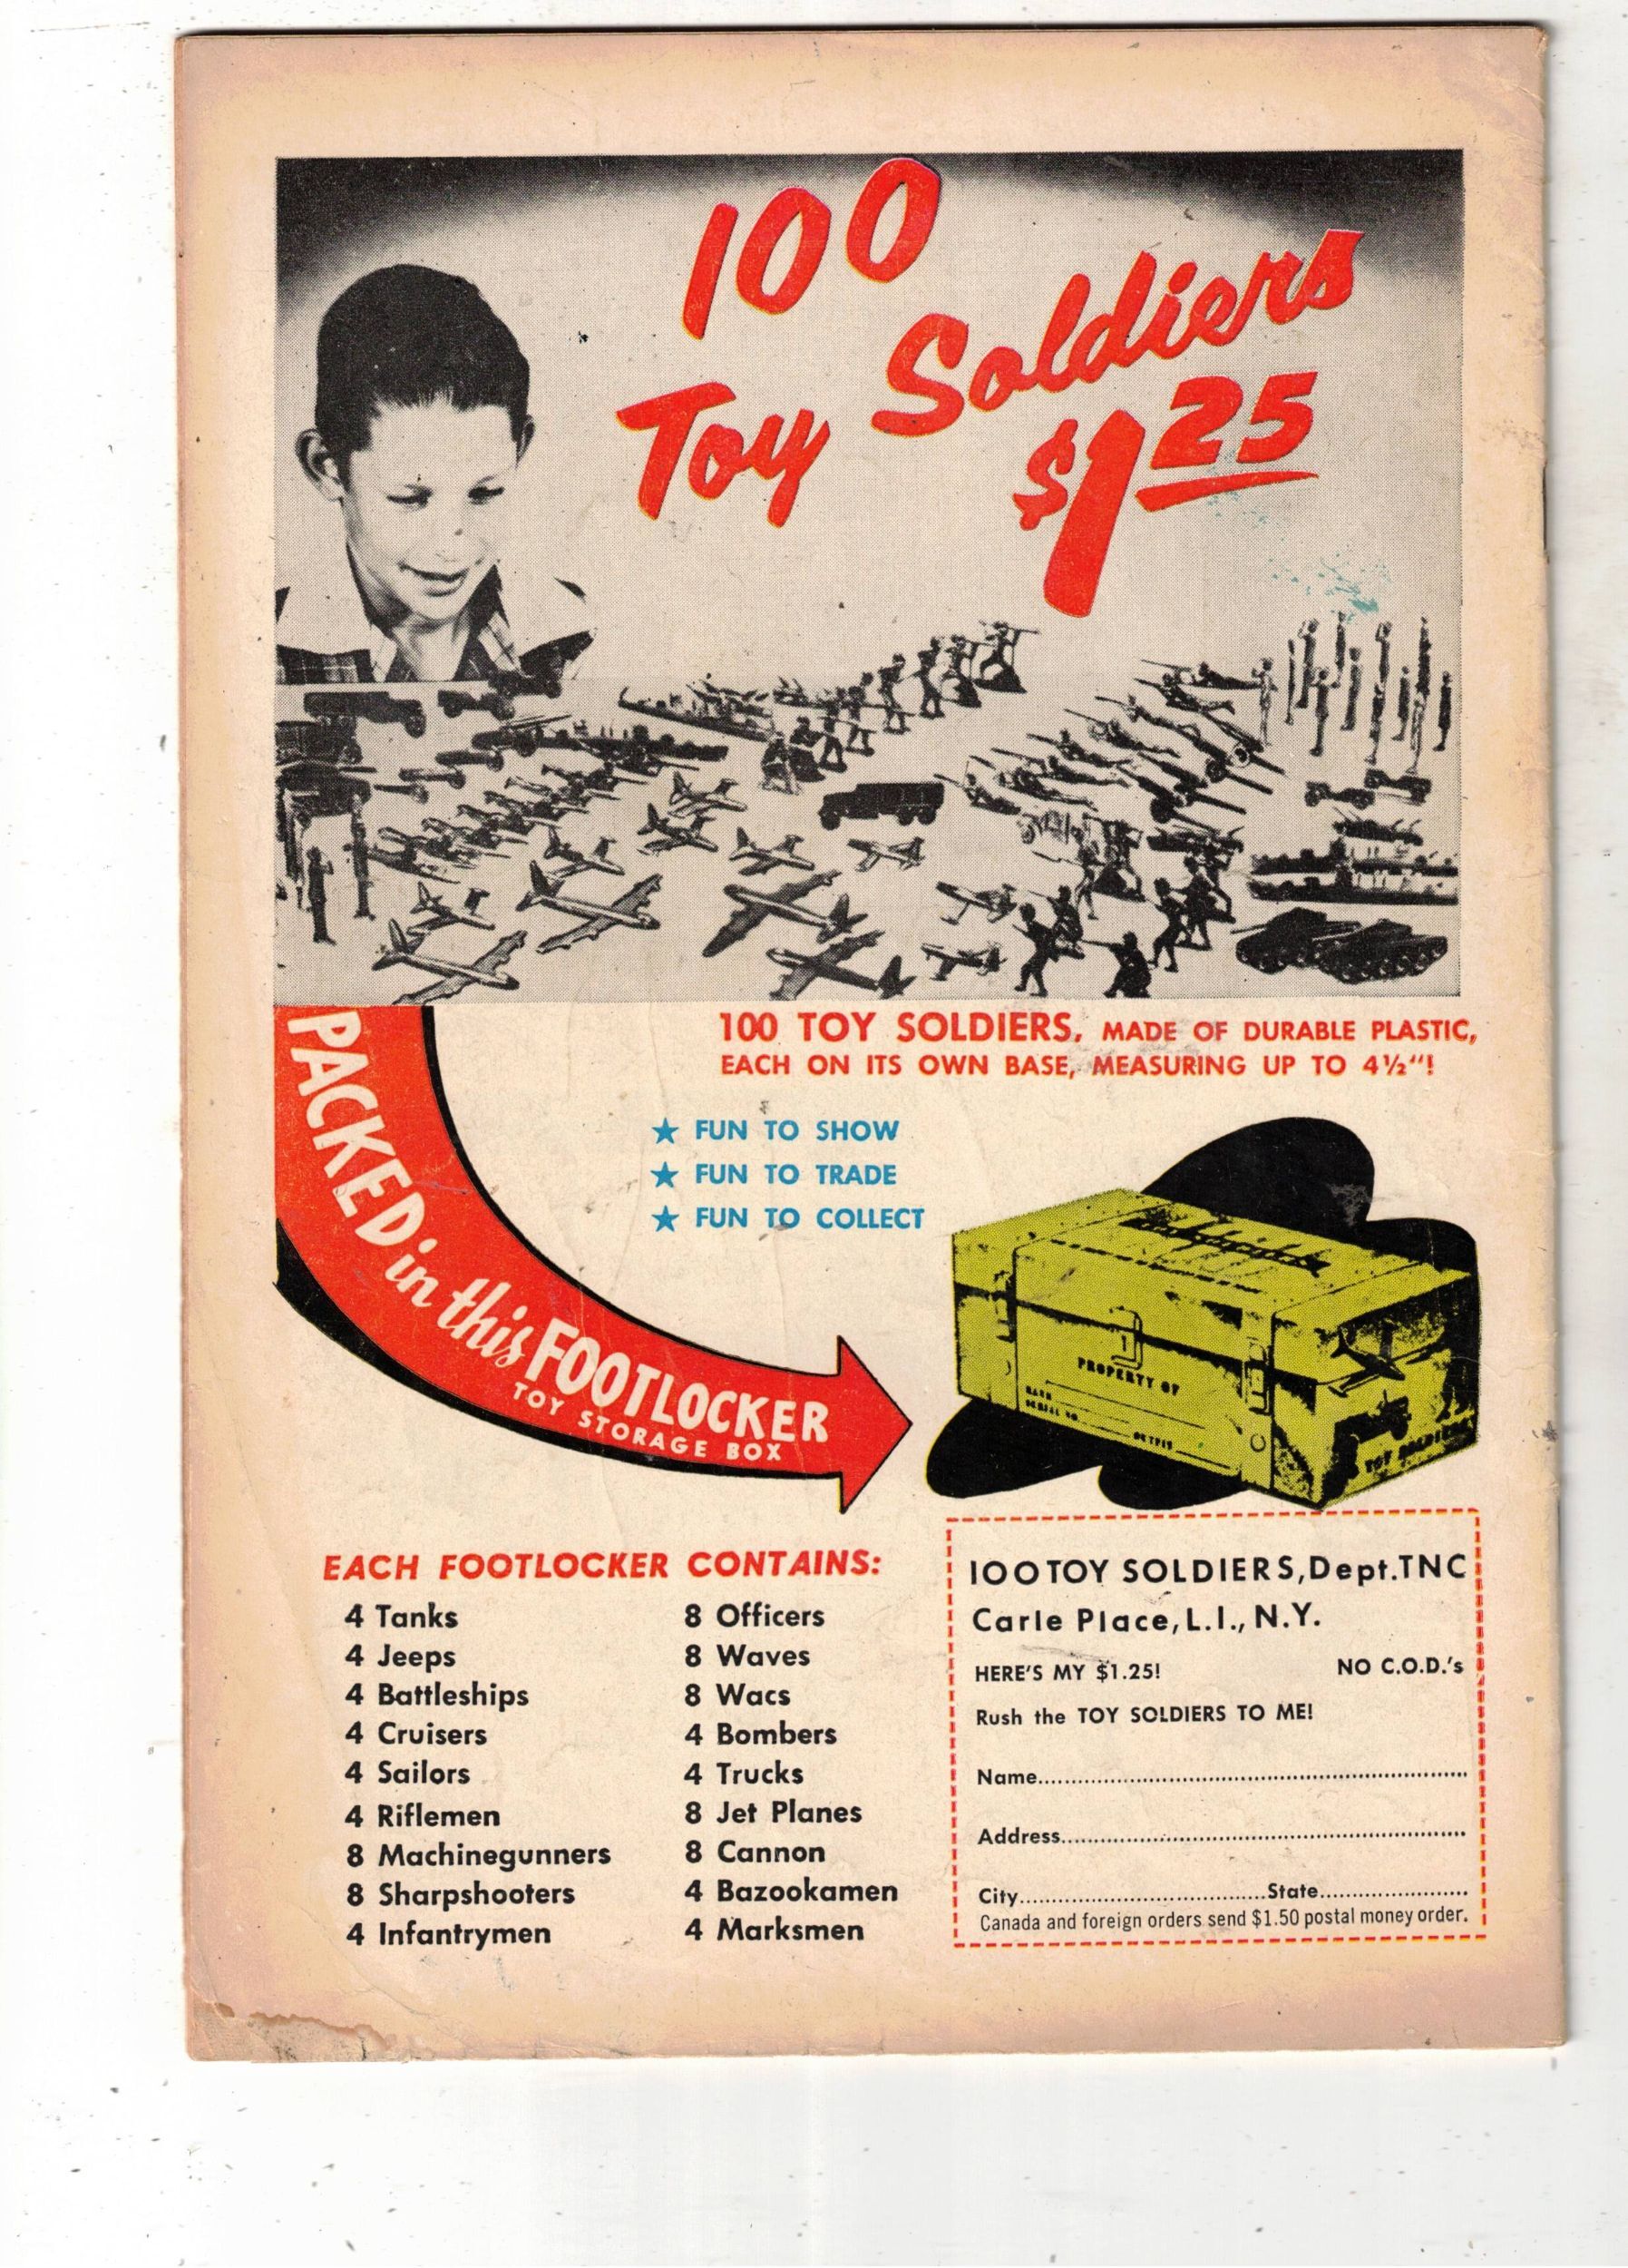 100
Toy Soldiers
$1 25
100 TOY SOLDIERS, MADE OF DURABLE PLASTIC,
EACH ON ITS OWN BASE, MEASURING UP TO 4½"!
★ FUN TO SHOW
★ FUN TO TRADE
★ FUN TO COLLECT
PACKED in this FOOTLOCKER
TOY STORAGE BOX
PROPERTY OF
NAME
SERIAL NO.
OUTFIT
TOY SOLDIERS
EACH FOOTLOCKER CONTAINS:
4 Tanks
4 Jeeps
4 Battleships
4 Cruisers
4 Sailors
4 Riflemen
8 Machinegunners
8 Sharpshooters
4 Infantrymen
8 Officers
8 Waves
8 Wacs
4 Bombers
4 Trucks
8 Jet Planes
8 Cannon
4 Bazookamen
4 Marksmen
100 TOY SOLDIERS, Dept. TNC
Carle Place, L.I., N.Y.
HERE'S MY $1.25! NO C.O.D.'s
Rush the TOY SOLDIERS TO ME!
Name
Address
City State
Canada and foreign orders send $1.50 postal money order.